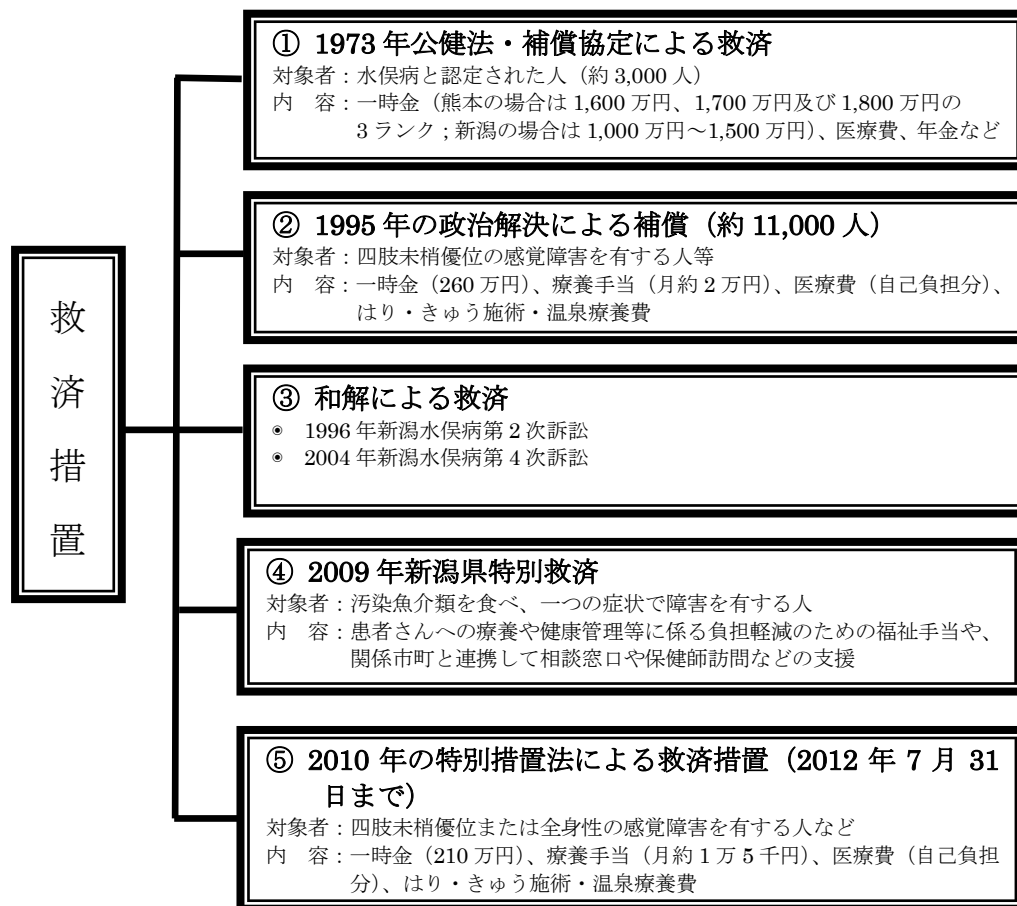 救済措置
① 1973 年公健法・補償協定による救済
対象者：水俣病と認定された人（約 3,000 人）
内　容：一時金（熊本の場合は 1,600 万円、1,700 万円及び 1,800 万円の
3 ランク；新潟の場合は 1,000 万円～1,500 万円）、医療費、年金など
② 1995 年の政治解決による補償（約 11,000 人）
対象者：四肢末梢優位の感覚障害を有する人等
内　容：一時金（260 万円）、療養手当（月約 2 万円）、医療費（自己負担分）、
はり・きゅう施術・温泉療養費
③ 和解による救済
◉ 1996 年新潟水俣病第 2 次訴訟
◉ 2004 年新潟水俣病第 4 次訴訟
④ 2009 年新潟県特別救済
対象者：汚染魚介類を食べ、一つの症状で障害を有する人
内　容：患者さんへの療養や健康管理等に係る負担軽減のための福祉手当や、
関係市町と連携して相談窓口や保健師訪問などの支援
⑤ 2010 年の特別措置法による救済措置（2012 年 7 月 31
日まで）
対象者：四肢末梢優位または全身性の感覚障害を有する人など
内　容：一時金（210 万円）、療養手当（月約 1 万 5 千円）、医療費（自己負担
分）、はり・きゅう施術・温泉療養費